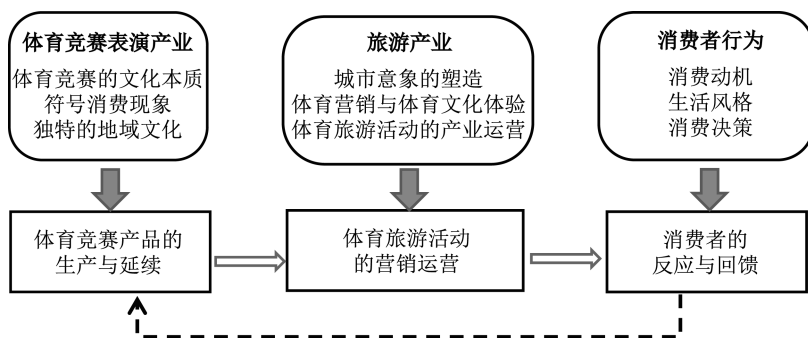 体育竞赛表演产业
体育竞赛的文化本质
符号消费现象
独特的地域文化
旅游产业
城市意象的塑造
体育营销与体育文化体验
体育旅游活动的产业运营
消费者行为
消费动机
生活风格
消费决策
体育竞赛产品的
生产与延续
体育旅游活动
的营销运营
消费者的
反应与回馈